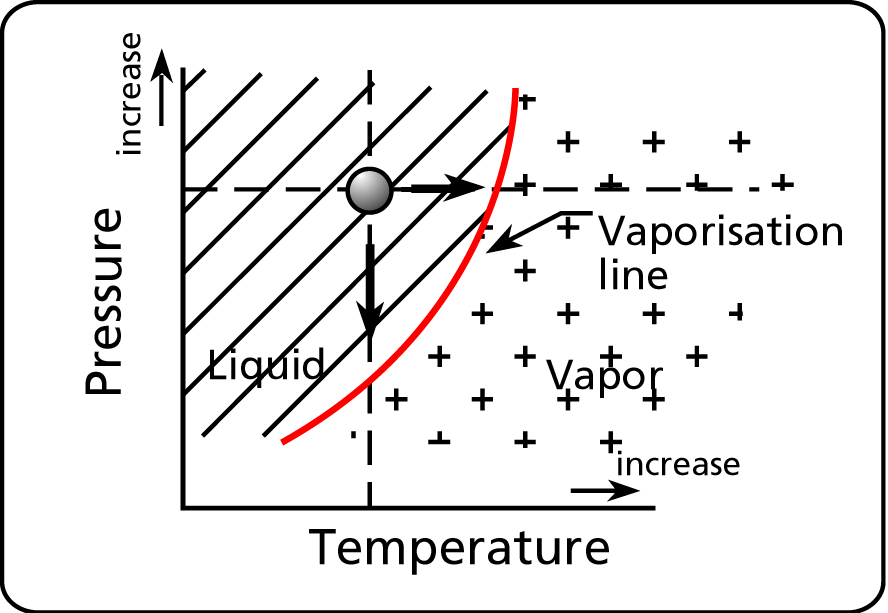 increase
Pressure
Vaporisation
line
Liquid
Vapor
increase
Temperature